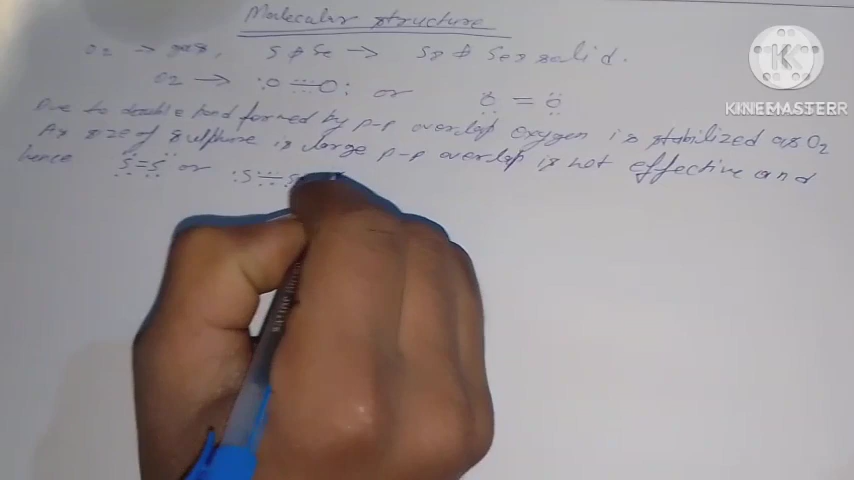 Molecular structure
O2 → gas, S & Se → S8 & Se8 solid.
O2 → :O⩸O: or Ö = Ö
Due to double bond formed by p-p overlap Oxygen is stabilized as O2
As size of sulphur is large p-p overlap is not effective and
hence S̈=S̈ or :S⩸S
K
KINEMASTER